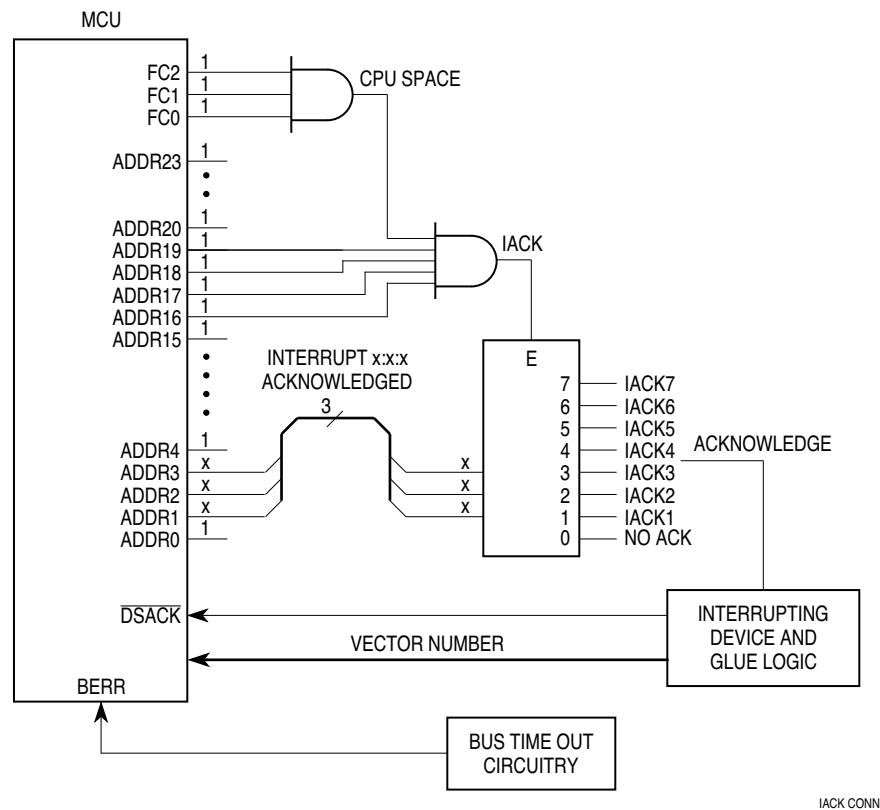 MCU
FC2 1
FC1 1
FC0 1
CPU SPACE
ADDR23 1
ADDR20 1
ADDR19 1
ADDR18 1
ADDR17 1
ADDR16 1
ADDR15 1
IACK
INTERRUPT x:x:x
ACKNOWLEDGED
3
E
7 IACK7
6 IACK6
5 IACK5
4 IACK4
3 IACK3
2 IACK2
1 IACK1
0 NO ACK
ACKNOWLEDGE
ADDR4 1
ADDR3 x x
ADDR2 x x
ADDR1 x x
ADDR0 1
DSACK
VECTOR NUMBER
INTERRUPTING
DEVICE AND
GLUE LOGIC
BERR
BUS TIME OUT
CIRCUITRY
IACK CONN